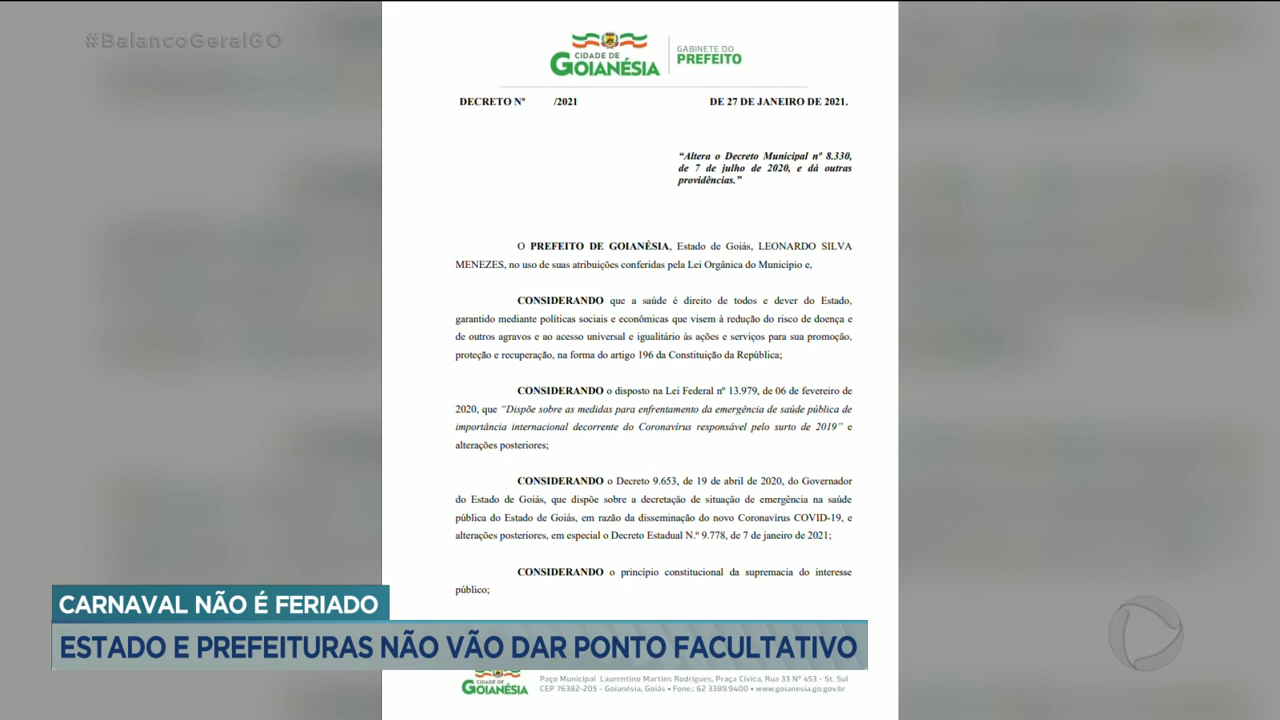 #BalancoGeralGO
CIDADE DE
GOIANÉSIA
GABINETE DO
PREFEITO
DECRETO Nº /2021
DE 27 DE JANEIRO DE 2021.
“Altera o Decreto Municipal nº 8.330,
de 7 de julho de 2020, e dá outras
providências.”
O PREFEITO DE GOIANÉSIA, Estado de Goiás, LEONARDO SILVA
MENEZES, no uso de suas atribuições conferidas pela Lei Orgânica do Município e,
CONSIDERANDO que a saúde é direito de todos e dever do Estado,
garantido mediante políticas sociais e econômicas que visem à redução do risco de doença e
de outros agravos e ao acesso universal e igualitário às ações e serviços para sua promoção,
proteção e recuperação, na forma do artigo 196 da Constituição da República;
CONSIDERANDO o disposto na Lei Federal nº 13.979, de 06 de fevereiro de
2020, que “Dispõe sobre as medidas para enfrentamento da emergência de saúde pública de
importância internacional decorrente do Coronavírus responsável pelo surto de 2019” e
alterações posteriores;
CONSIDERANDO o Decreto 9.653, de 19 de abril de 2020, do Governador
do Estado de Goiás, que dispõe sobre a decretação de situação de emergência na saúde
pública do Estado de Goiás, em razão da disseminação do novo Coronavírus COVID-19, e
alterações posteriores, em especial o Decreto Estadual N.º 9.778, de 7 de janeiro de 2021;
CONSIDERANDO o princípio constitucional da supremacia do interesse
público;
CARNAVAL NÃO É FERIADO
ESTADO E PREFEITURAS NÃO VÃO DAR PONTO FACULTATIVO
CIDADE DE
GOIANÉSIA
Paço Municipal Laurentino Martins Rodrigues, Praça Cívica, Rua 33 Nº 453 - St. Sul
CEP 76382-205 - Goianésia, Goiás • Fone.: 62 3389.9400 • www.goianesia.go.gov.br